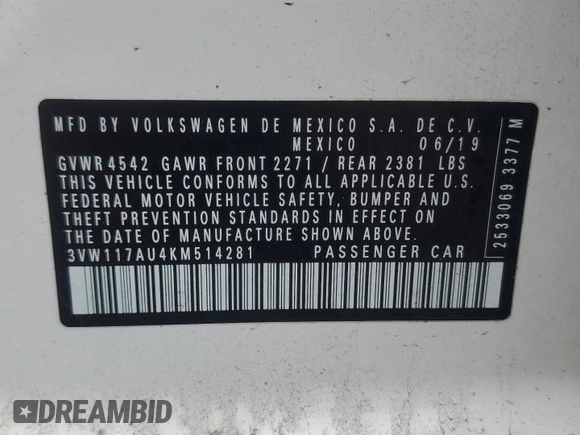 MFD BY VOLKSWAGEN DE MEXICO S.A. DE C.V.
MEXICO 06/19
GVWR 4542 GAWR FRONT 2271 / REAR 2381 LBS
THIS VEHICLE CONFORMS TO ALL APPLICABLE U.S.
FEDERAL MOTOR VEHICLE SAFETY, BUMPER AND
THEFT PREVENTION STANDARDS IN EFFECT ON
THE DATE OF MANUFACTURE SHOWN ABOVE.
3VW117AU4KM514281 PASSENGER CAR
2533069 3377 M
DREAMBID